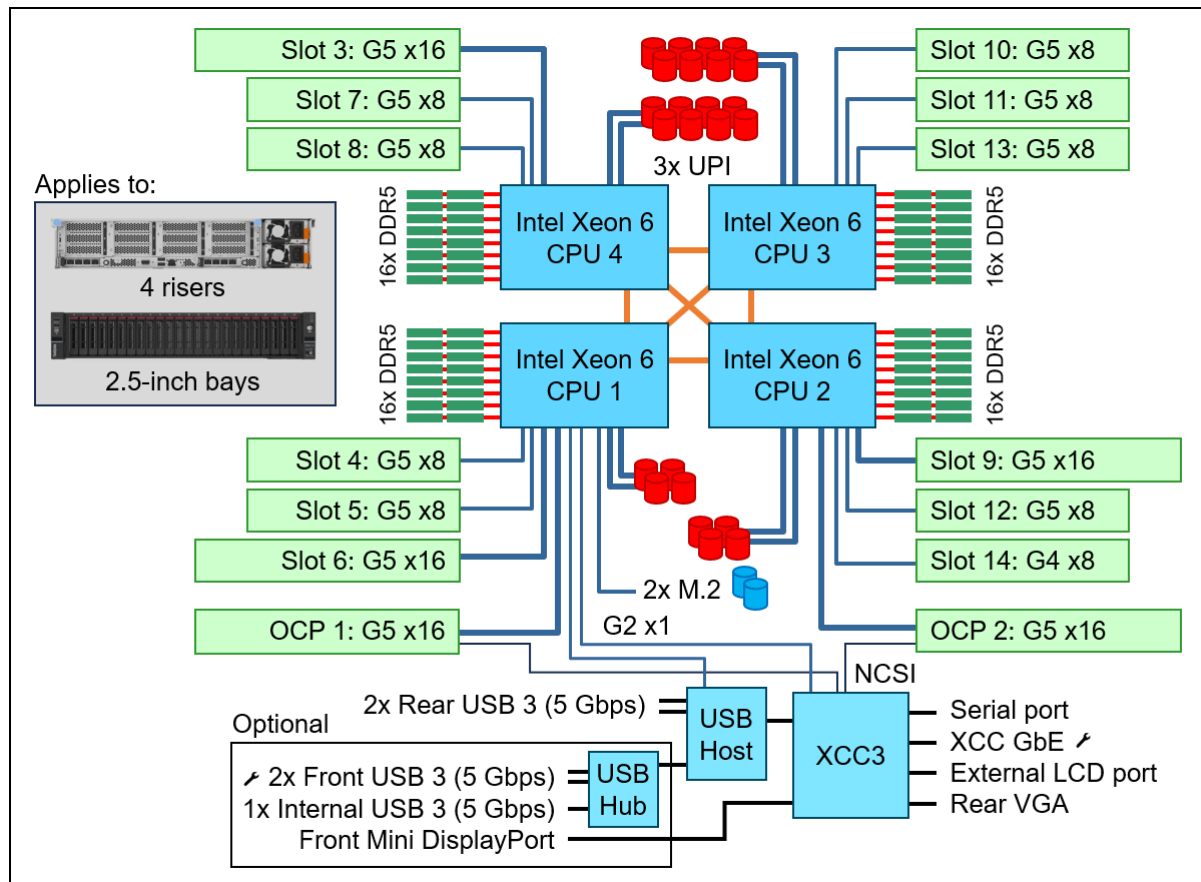 Slot 3: G5 x16
Slot 7: G5 x8
Slot 8: G5 x8
Slot 10: G5 x8
Slot 11: G5 x8
Slot 13: G5 x8
3x UPI
Applies to:
4 risers
2.5-inch bays
16x DDR5
Intel Xeon 6
CPU 4
Intel Xeon 6
CPU 3
16x DDR5
16x DDR5
Intel Xeon 6
CPU 1
Intel Xeon 6
CPU 2
16x DDR5
Slot 4: G5 x8
Slot 5: G5 x8
Slot 6: G5 x16
OCP 1: G5 x16
Slot 9: G5 x16
Slot 12: G5 x8
Slot 14: G4 x8
OCP 2: G5 x16
2x M.2
G2 x1
NCSI
2x Rear USB 3 (5 Gbps)
USB
Host
XCC3
Serial port
XCC GbE
External LCD port
Rear VGA
Optional
2x Front USB 3 (5 Gbps)
1x Internal USB 3 (5 Gbps)
USB
Hub
Front Mini DisplayPort